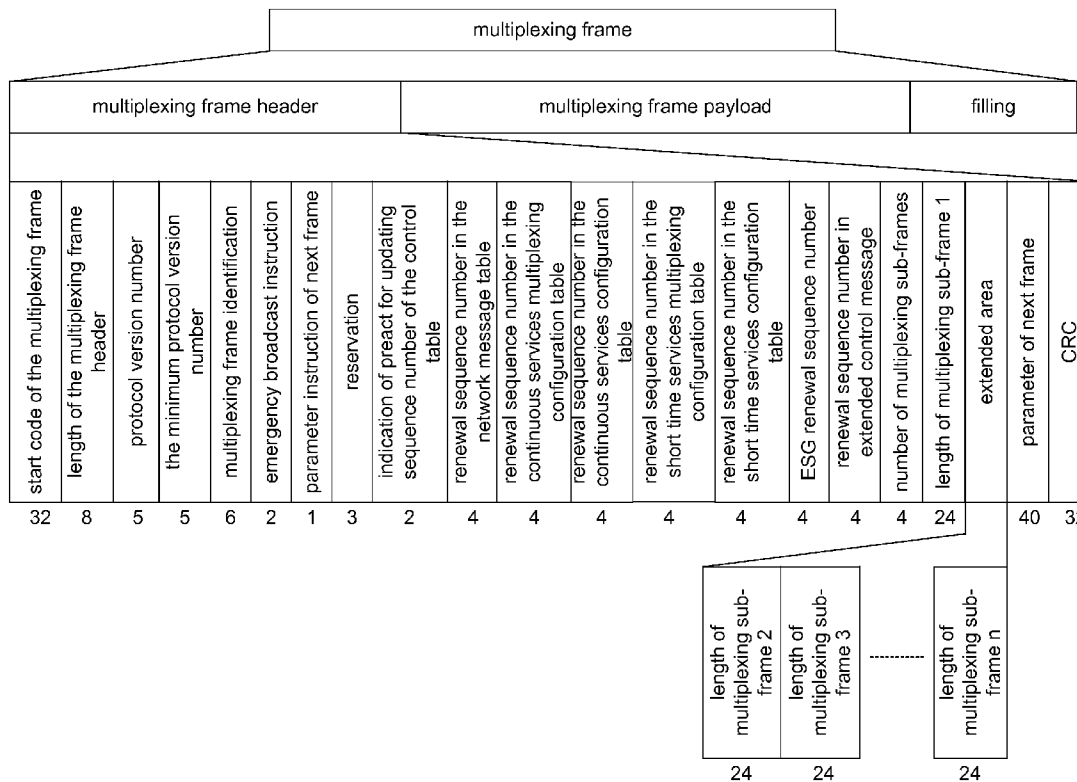 multiplexing frame
multiplexing frame header
multiplexing frame payload
filling
start code of the multiplexing frame
length of the multiplexing frame
header
protocol version number
the minimum protocol version
number
multiplexing frame identification
emergency broadcast instruction
parameter instruction of next frame
reservation
indication of preact for updating
sequence number of the control
table
renewal sequence number in the
network message table
renewal sequence number in the
continuous services multiplexing
configuration table
renewal sequence number in the
continuous services configuration
table
renewal sequence number in the
short time services multiplexing
configuration table
renewal sequence number in the
short time services configuration
table
ESG renewal sequence number
renewal sequence number in
extended control message
number of multiplexing sub-frames
length of multiplexing sub-frame 1
extended area
parameter of next frame
CRC
32
8
5
5
6
2
1
3
2
4
4
4
4
4
4
4
4
24
40
length of
multiplexing sub-
frame 2
length of
multiplexing sub-
frame 3
length of
multiplexing sub-
frame n
24
24
24